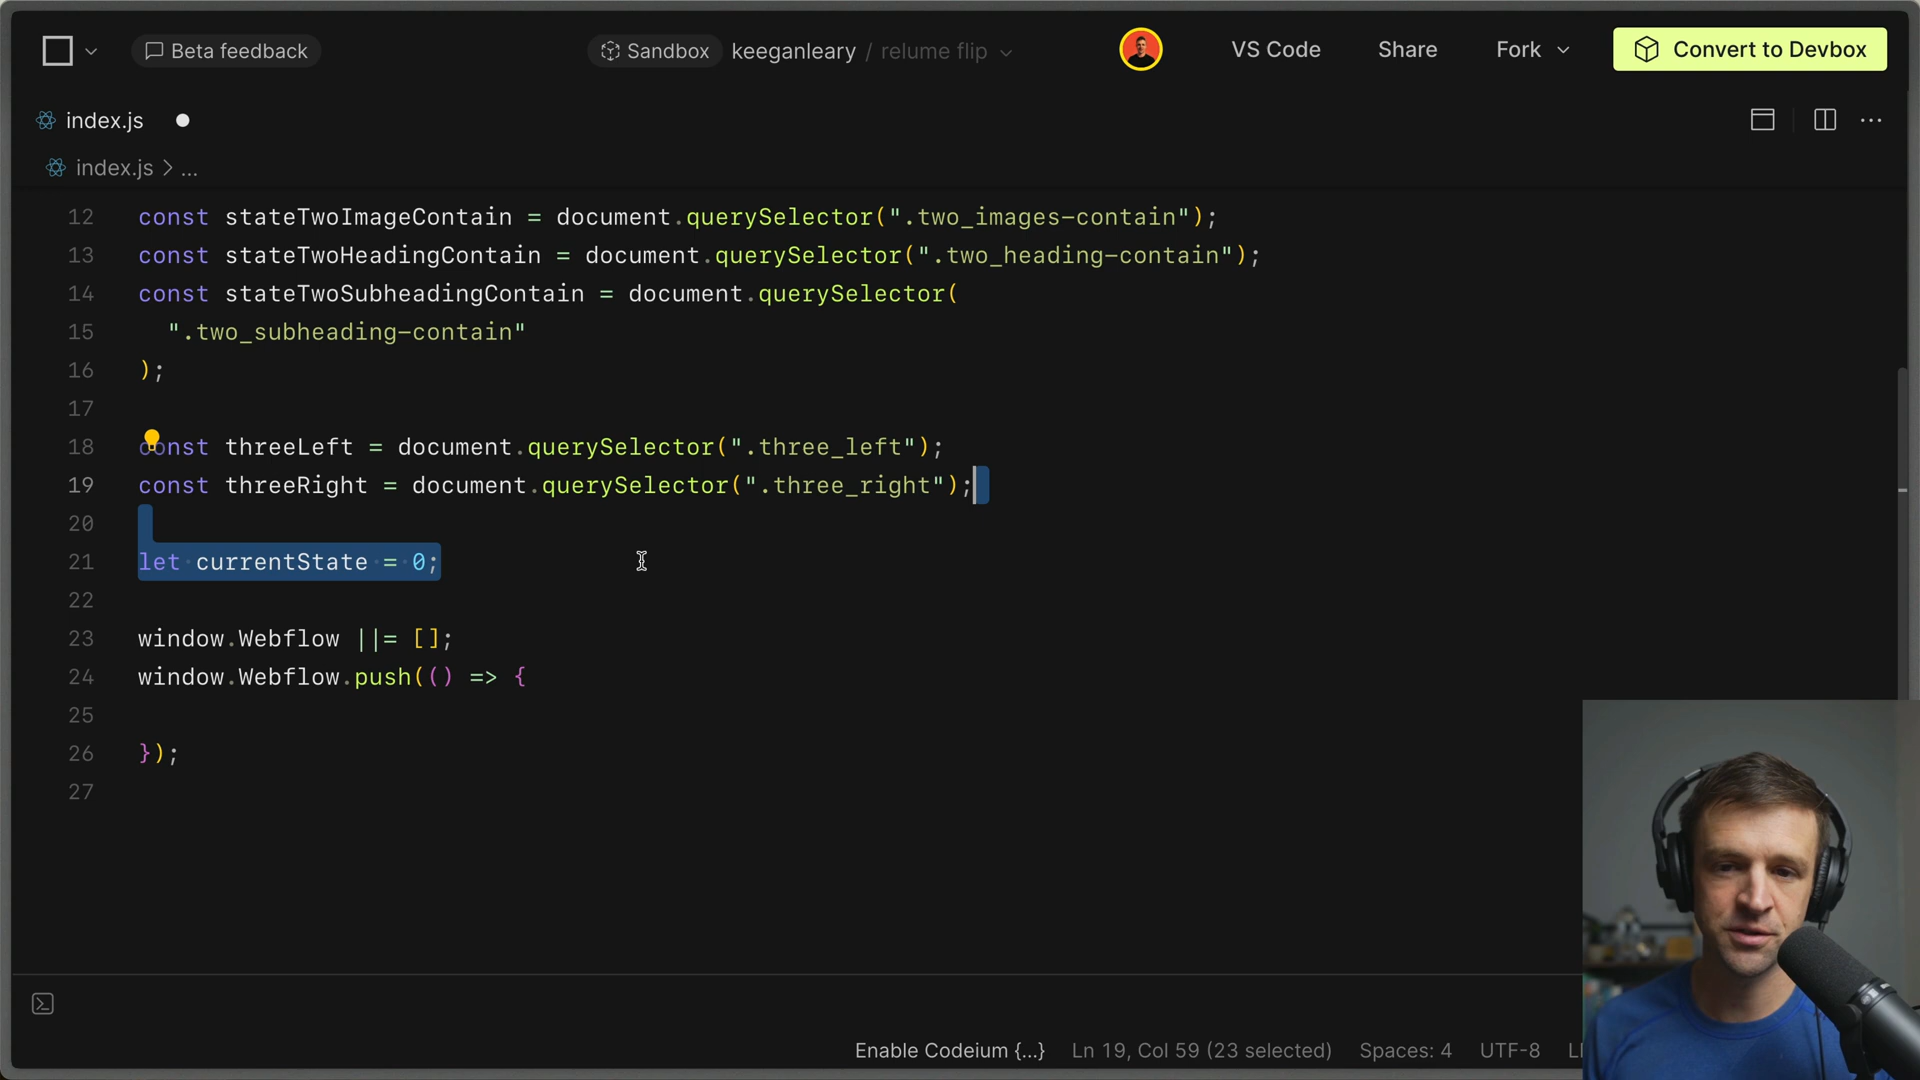 Beta feedback
Sandbox keeganleary / relume flip
VS Code
Share
Fork
Convert to Devbox
index.js
index.js > ...
12 const stateTwoImageContain = document.querySelector(".two_images-contain");
13 const stateTwoHeadingContain = document.querySelector(".two_heading-contain");
14 const stateTwoSubheadingContain = document.querySelector(
15 ".two_subheading-contain"
16 );
17
18 const threeLeft = document.querySelector(".three_left");
19 const threeRight = document.querySelector(".three_right");
20
21 let currentState = 0;
22
23 window.Webflow ||= [];
24 window.Webflow.push(() => {
25
26 });
27
Enable Codeium {...} Ln 19, Col 59 (23 selected) Spaces: 4 UTF-8